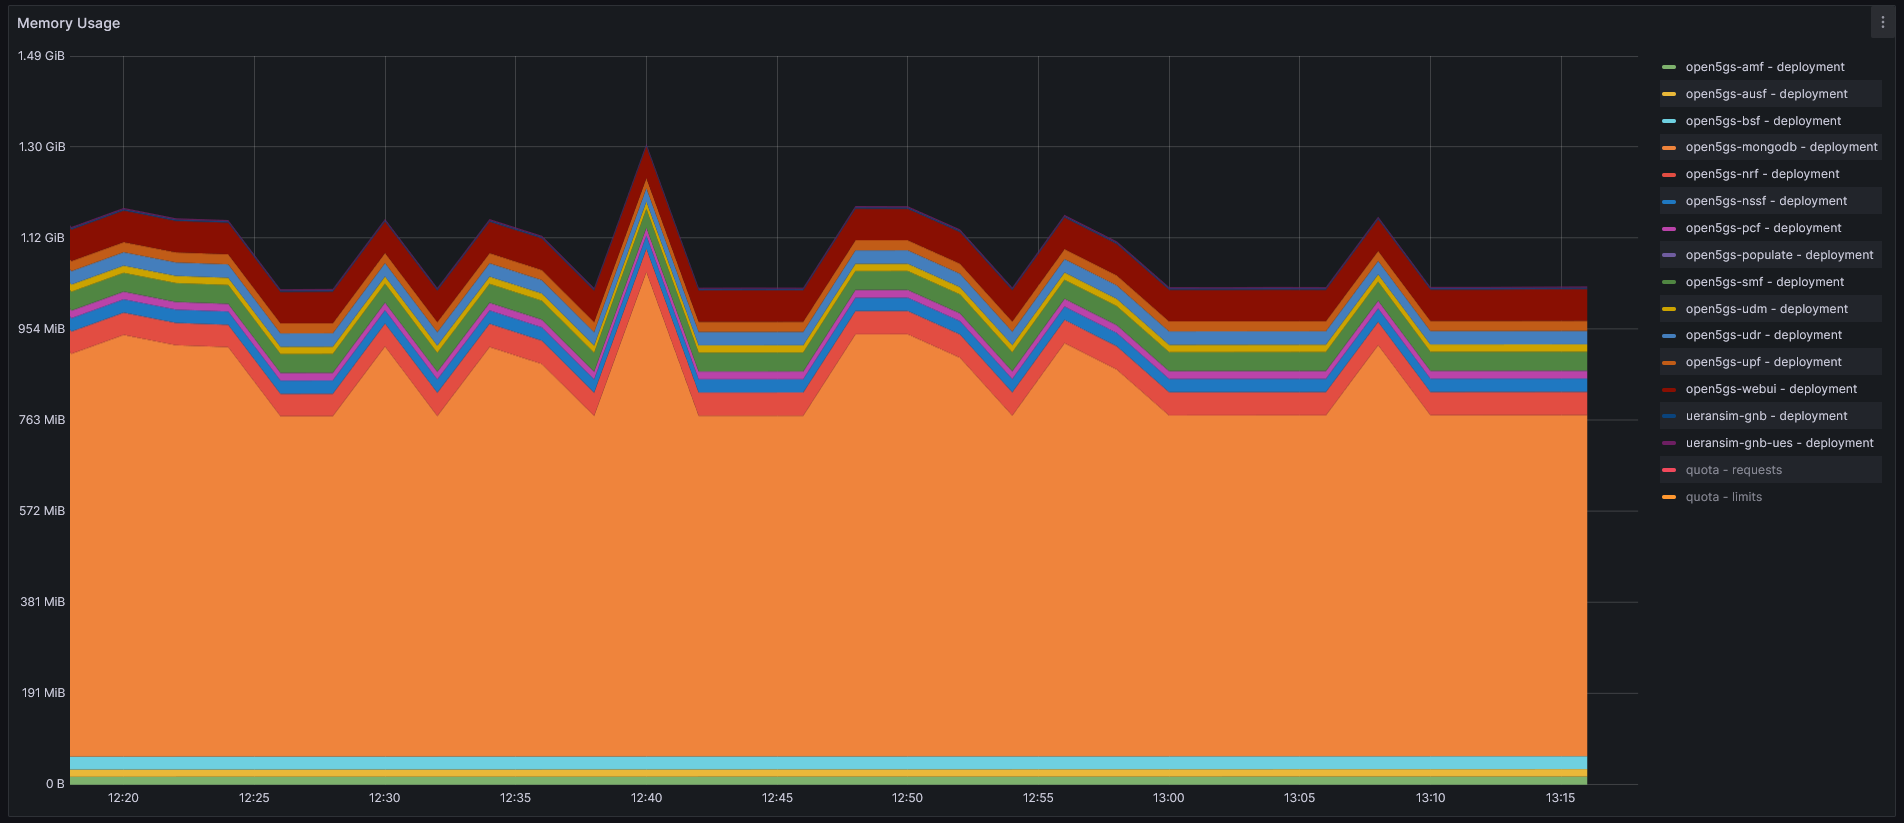 Memory Usage
1.49 GiB
1.30 GiB
1.12 GiB
954 MiB
763 MiB
572 MiB
381 MiB
191 MiB
0 B
12:20 12:25 12:30 12:35 12:40 12:45 12:50 12:55 13:00 13:05 13:10 13:15
open5gs-amf - deployment
open5gs-ausf - deployment
open5gs-bsf - deployment
open5gs-mongodb - deployment
open5gs-nrf - deployment
open5gs-nssf - deployment
open5gs-pcf - deployment
open5gs-populate - deployment
open5gs-smf - deployment
open5gs-udm - deployment
open5gs-udr - deployment
open5gs-upf - deployment
open5gs-webui - deployment
ueransim-gnb - deployment
ueransim-gnb-ues - deployment
quota - requests
quota - limits